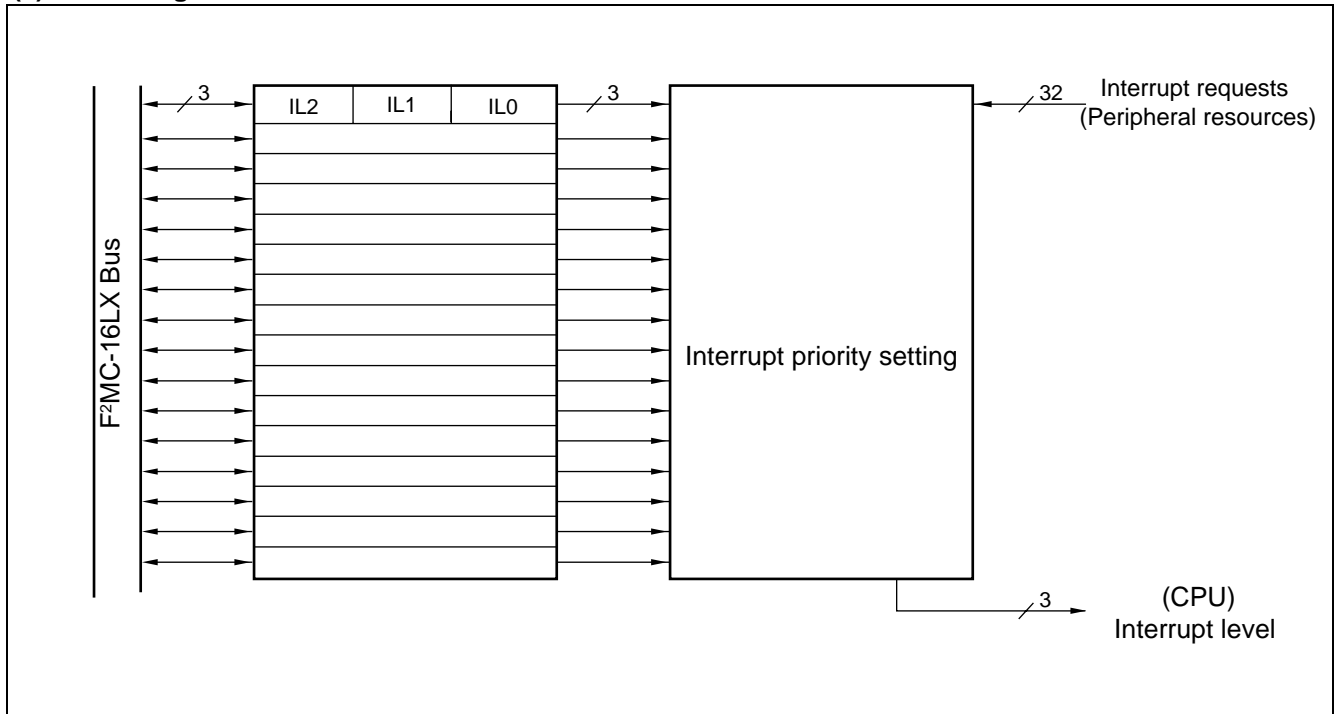 3
IL2
IL1
IL0
3
32
Interrupt requests
(Peripheral resources)
F²MC-16LX Bus
Interrupt priority setting
3
(CPU)
Interrupt level